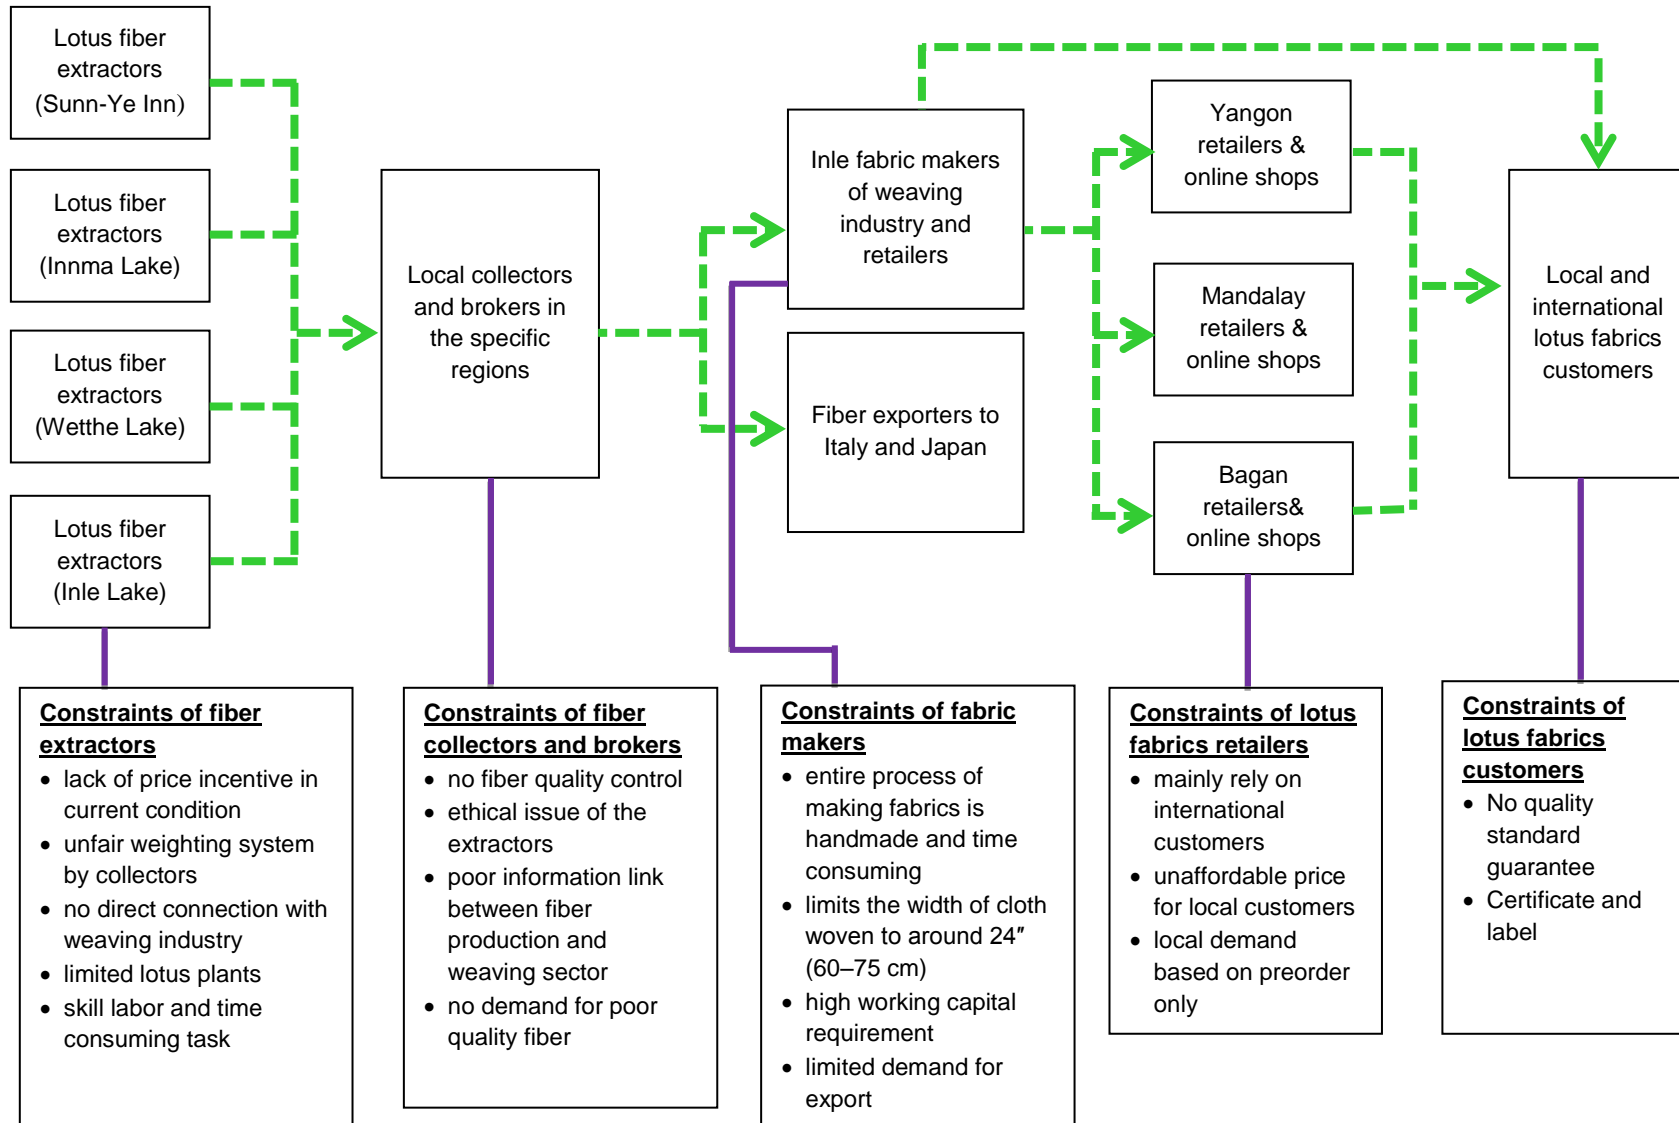 Lotus fiber
extractors
(Sunn-Ye Inn)
Lotus fiber
extractors
(Innma Lake)
Lotus fiber
extractors
(Wetthe Lake)
Lotus fiber
extractors
(Inle Lake)
Local collectors
and brokers in
the specific
regions
Inle fabric makers
of weaving
industry and
retailers
Fiber exporters to
Italy and Japan
Yangon
retailers &
online shops
Mandalay
retailers &
online shops
Bagan
retailers&
online shops
Local and
international
lotus fabrics
customers
Constraints of fiber
extractors
• lack of price incentive in
current condition
• unfair weighting system
by collectors
• no direct connection with
weaving industry
• limited lotus plants
• skill labor and time
consuming task
Constraints of fiber
collectors and brokers
• no fiber quality control
• ethical issue of the
extractors
• poor information link
between fiber
production and
weaving sector
• no demand for poor
quality fiber
Constraints of fabric
makers
• entire process of
making fabrics is
handmade and time
consuming
• limits the width of cloth
woven to around 24″
(60–75 cm)
• high working capital
requirement
• limited demand for
export
Constraints of lotus
fabrics retailers
• mainly rely on
international
customers
• unaffordable price
for local customers
• local demand
based on preorder
only
Constraints of
lotus fabrics
customers
• No quality
standard
guarantee
• Certificate and
label